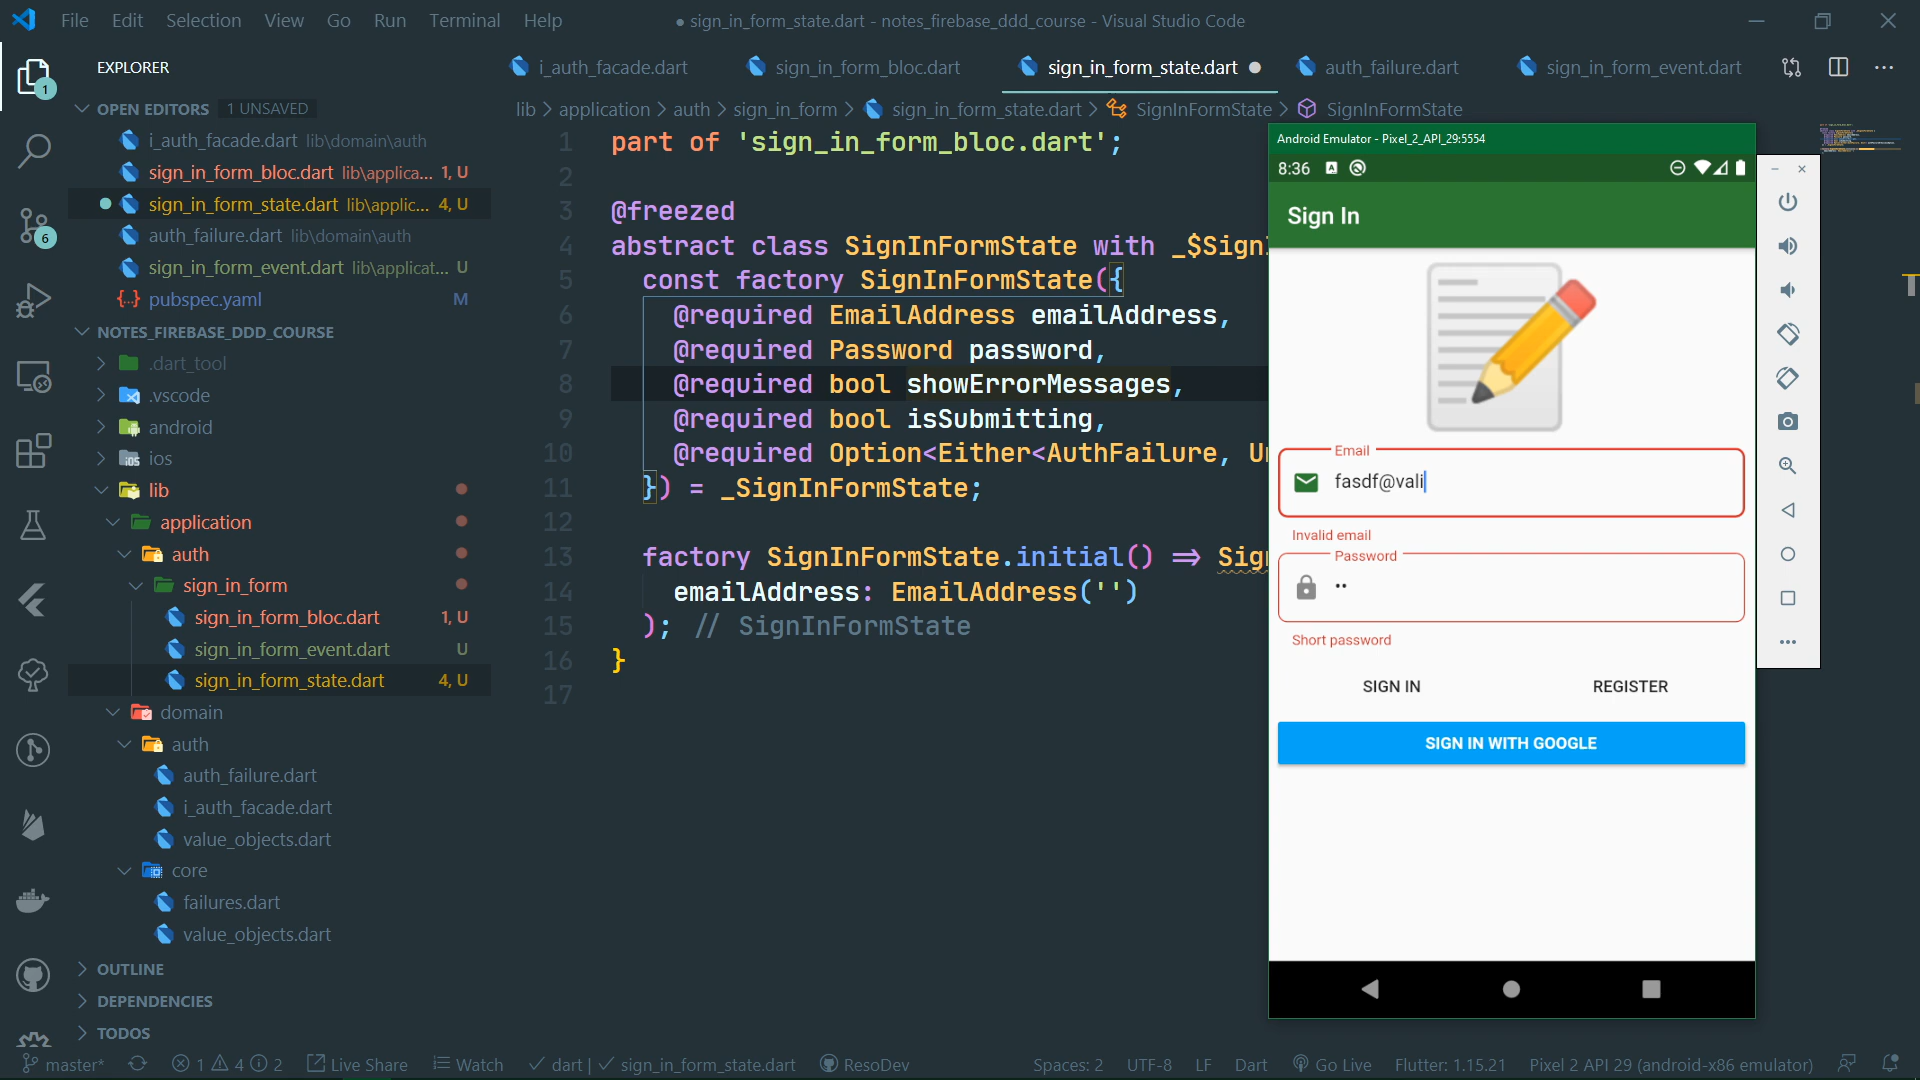 File Edit Selection View Go Run Terminal Help
● sign_in_form_state.dart - notes_firebase_ddd_course - Visual Studio Code
EXPLORER
OPEN EDITORS 1 UNSAVED
i_auth_facade.dart lib\domain\auth
sign_in_form_bloc.dart lib\applica... 1, U
sign_in_form_state.dart lib\applic... 4, U
auth_failure.dart lib\domain\auth
sign_in_form_event.dart lib\applicat... U
pubspec.yaml M
NOTES_FIREBASE_DDD_COURSE
.dart_tool
.vscode
android
ios
lib
application
auth
sign_in_form
sign_in_form_bloc.dart 1, U
sign_in_form_event.dart U
sign_in_form_state.dart 4, U
domain
auth
auth_failure.dart
i_auth_facade.dart
value_objects.dart
core
failures.dart
value_objects.dart
OUTLINE
DEPENDENCIES
TODOS
1
6
i_auth_facade.dart sign_in_form_bloc.dart sign_in_form_state.dart auth_failure.dart sign_in_form_event.dart
lib > application > auth > sign_in_form > sign_in_form_state.dart > SignInFormState > SignInFormState
1 part of 'sign_in_form_bloc.dart';
2
3 @freezed
4 abstract class SignInFormState with _$Sign
5 const factory SignInFormState({
6 @required EmailAddress emailAddress,
7 @required Password password,
8 @required bool showErrorMessages,
9 @required bool isSubmitting,
10 @required Option<Either<AuthFailure, Un
11 }) = _SignInFormState;
12
13 factory SignInFormState.initial() => Sign
14 emailAddress: EmailAddress('')
15 ); // SignInFormState
16 }
17
Android Emulator - Pixel_2_API_29:5554
8:36
Sign In
Email
fasdf@vali
Invalid email
Password
••
Short password
SIGN IN REGISTER
SIGN IN WITH GOOGLE
master* 1 4 2 Live Share Watch dart | sign_in_form_state.dart ResoDev Spaces: 2 UTF-8 LF Dart Go Live Flutter: 1.15.21 Pixel 2 API 29 (android-x86 emulator)